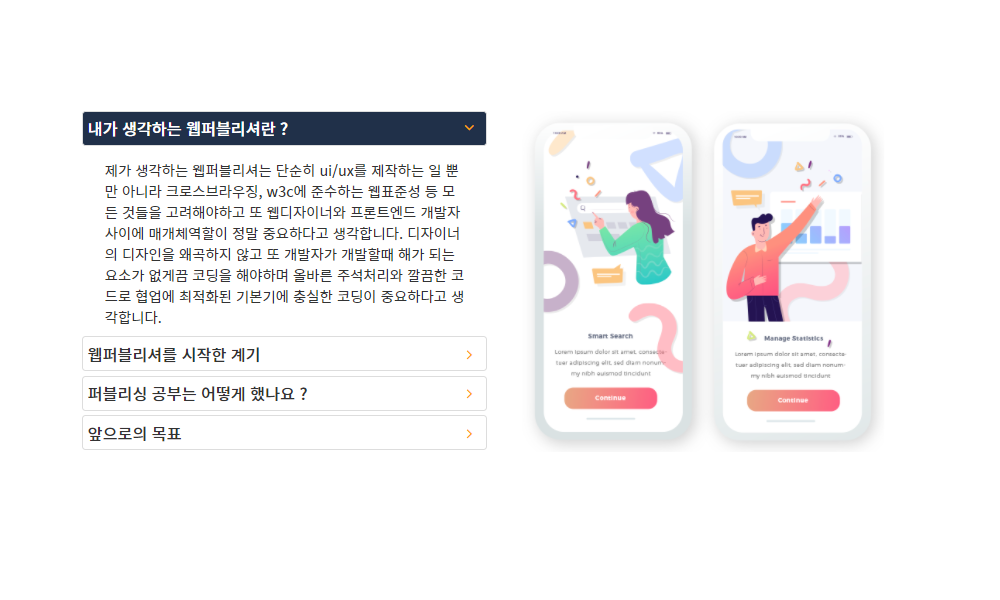 내가 생각하는 웹퍼블리셔란 ?
제가 생각하는 웹퍼블리셔는 단순히 ui/ux를 제작하는 일 뿐
만 아니라 크로스브라우징, w3c에 준수하는 웹표준성 등 모
든 것들을 고려해야하고 또 웹디자이너와 프론트엔드 개발자
사이에 매개체역할이 정말 중요하다고 생각합니다. 디자이너
의 디자인을 왜곡하지 않고 또 개발자가 개발할때 해가 되는
요소가 없게끔 코딩을 해야하며 올바른 주석처리와 깔끔한 코
드로 협업에 최적화된 기본기에 충실한 코딩이 중요하다고 생
각합니다.
웹퍼블리셔를 시작한 계기
퍼블리싱 공부는 어떻게 했나요 ?
앞으로의 목표
Smart Search
Lorem ipsum dolor sit amet, consecte-
tuer adipiscing elit, sed diam nonum-
my nibh euismod tincidunt
Continue
Manage Statistics
Lorem ipsum dolor sit amet, consecte-
tuer adipiscing elit, sed diam nonum-
my nibh euismod tincidunt
Continue